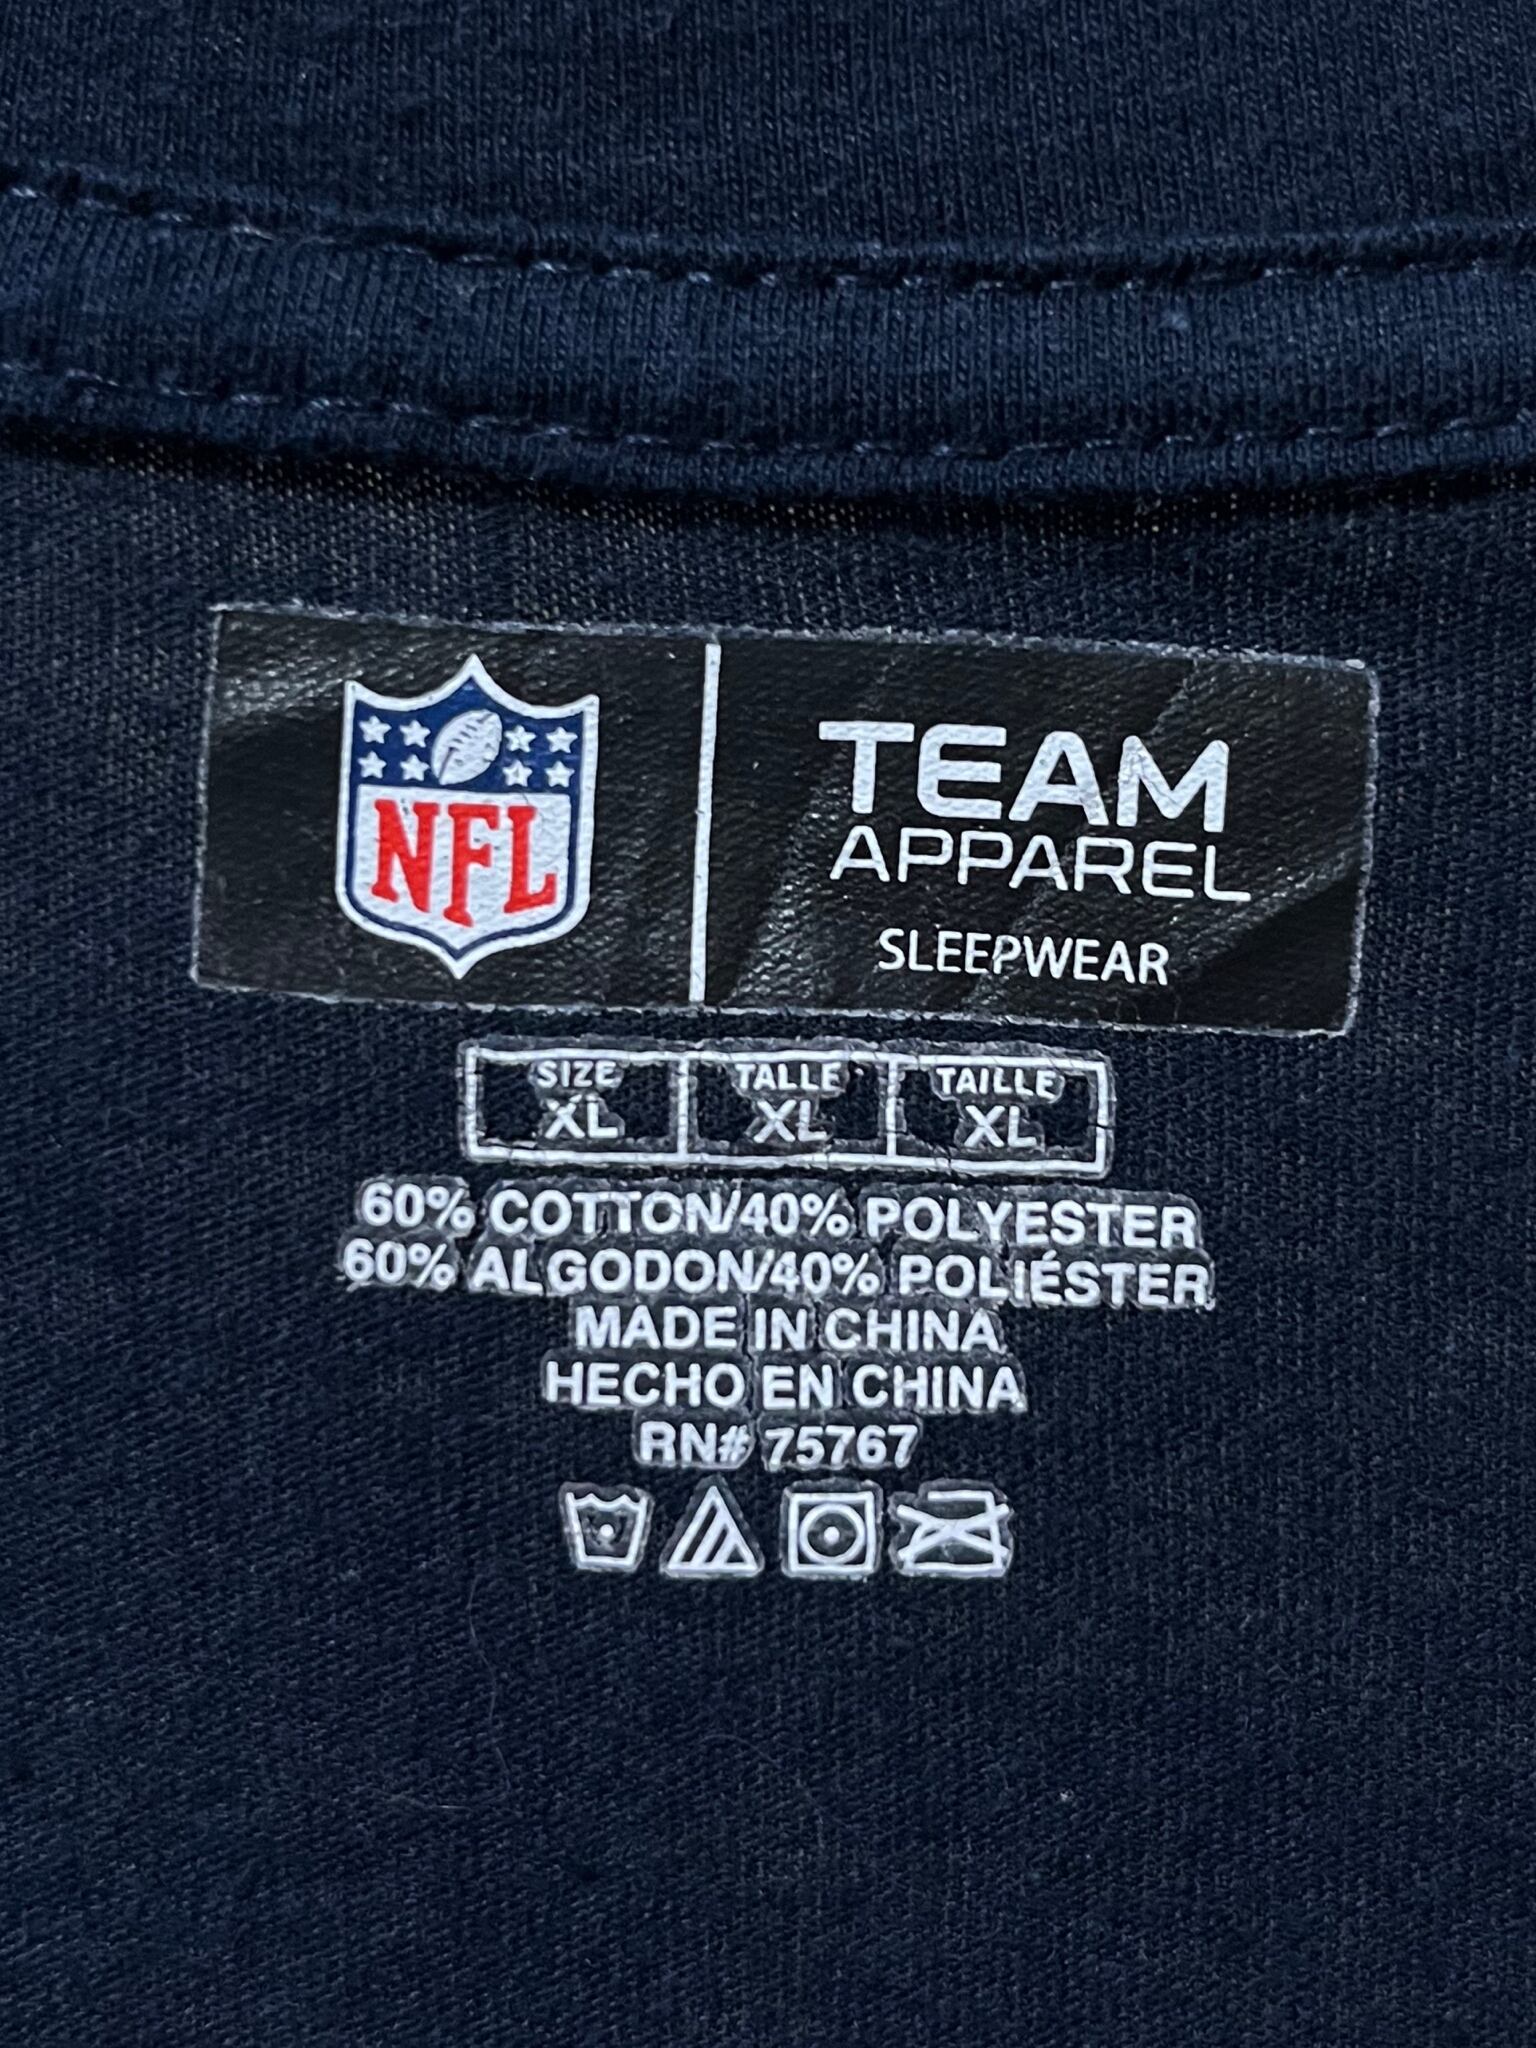 NFL
TEAM
APPAREL
SLEEPWEAR
SIZE TALLE TAILLE
XL XL XL
60% COTTON/40% POLYESTER
60% ALGODON/40% POLIÉSTER
MADE IN CHINA
HECHO EN CHINA
RN# 75767